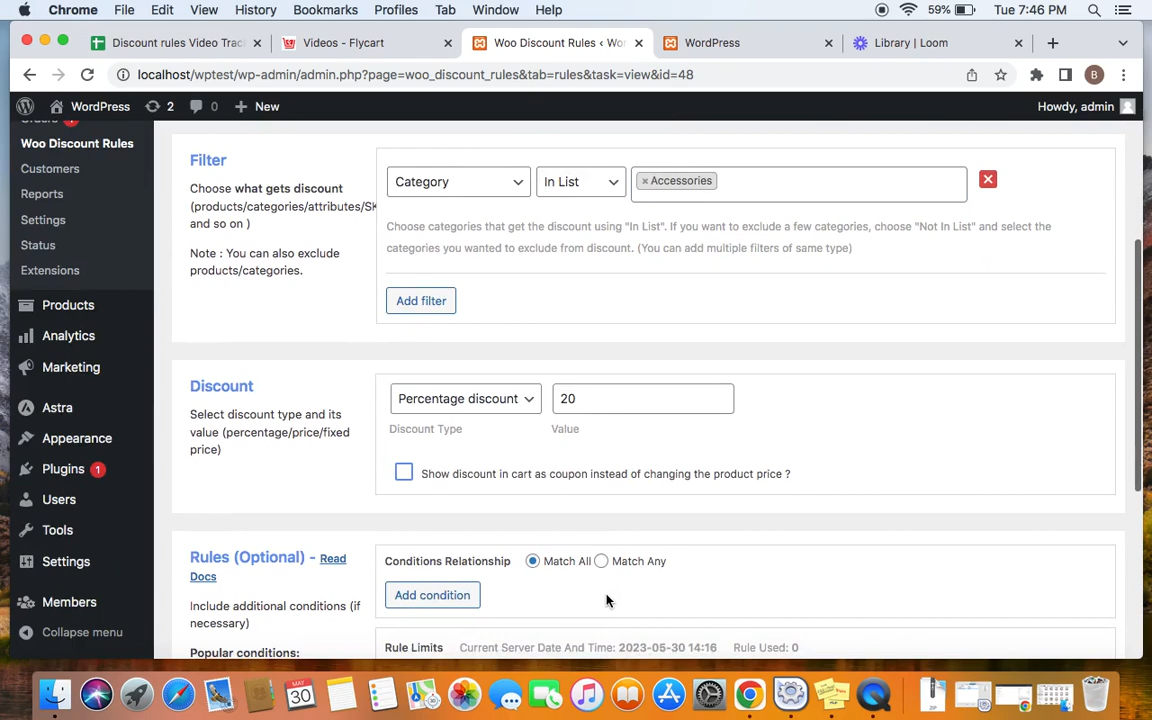 Chrome File Edit View History Bookmarks Profiles Tab Window Help 59% Tue 7:46 PM
Discount rules Video Trac Videos - Flycart Woo Discount Rules ‹ Wor WordPress Library | Loom
localhost/wptest/wp-admin/admin.php?page=woo_discount_rules&tab=rules&task=view&id=48 B
WordPress 2 0 New Howdy, admin
Orders
Woo Discount Rules
Customers
Reports
Settings
Status
Extensions
Products
Analytics
Marketing
Astra
Appearance
Plugins 1
Users
Tools
Settings
Members
Collapse menu
Filter
Choose what gets discount
(products/categories/attributes/SK
and so on )
Note : You can also exclude
products/categories.
Category In List × Accessories
Choose categories that get the discount using "In List". If you want to exclude a few categories, choose "Not In List" and select the
categories you wanted to exclude from discount. (You can add multiple filters of same type)
Add filter
Discount
Select discount type and its
value (percentage/price/fixed
price)
Percentage discount 20
Discount Type Value
Show discount in cart as coupon instead of changing the product price ?
Rules (Optional) - Read
Docs
Include additional conditions (if
necessary)
Popular conditions:
Conditions Relationship Match All Match Any
Add condition
Rule Limits Current Server Date And Time: 2023-05-30 14:16 Rule Used: 0